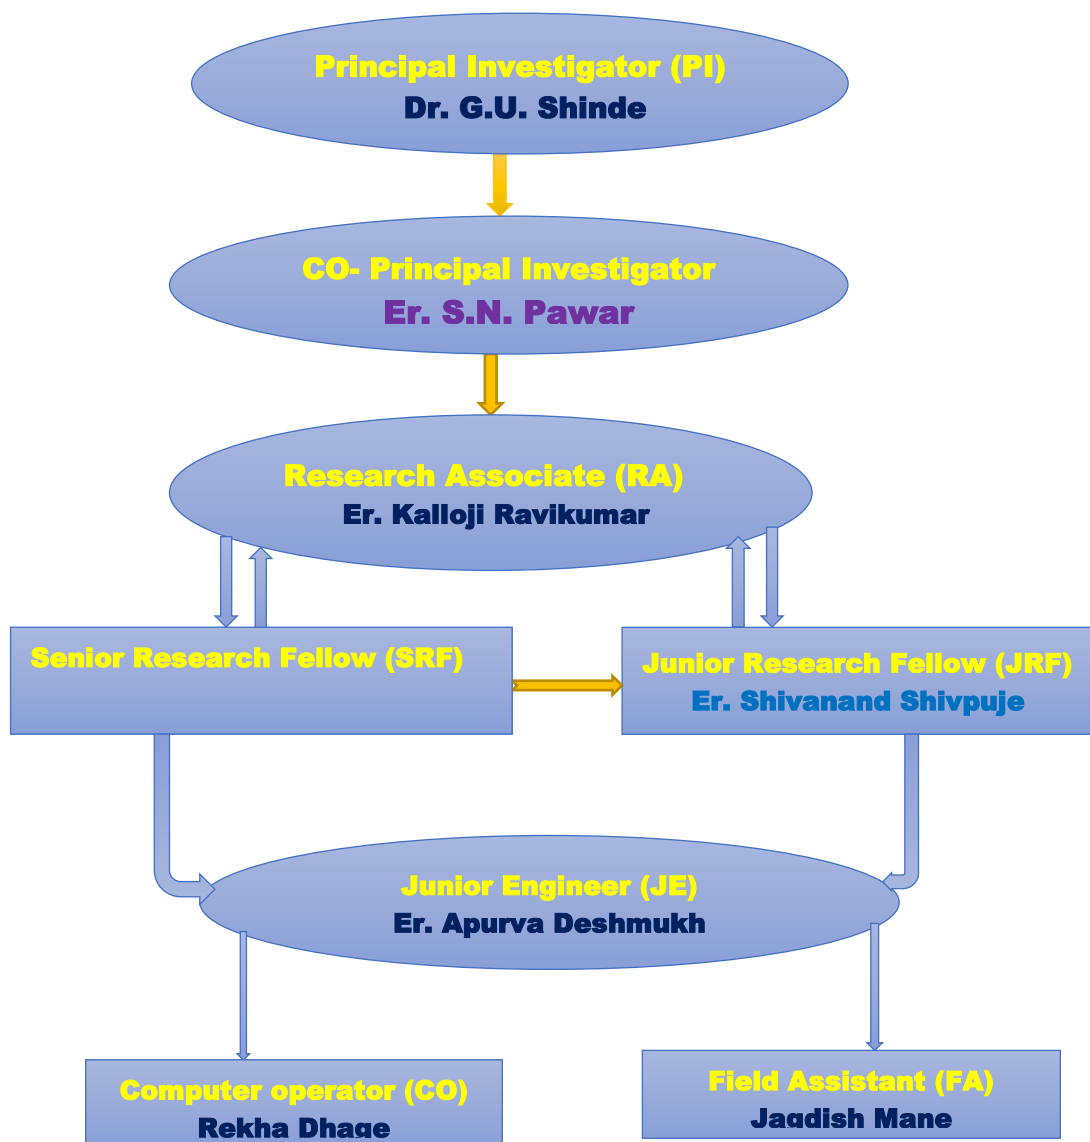 Principal Investigator (PI)
Dr. G.U. Shinde
CO- Principal Investigator
Er. S.N. Pawar
Research Associate (RA)
Er. Kalloji Ravikumar
Senior Research Fellow (SRF)
Junior Research Fellow (JRF)
Er. Shivanand Shivpuje
Junior Engineer (JE)
Er. Apurva Deshmukh
Computer operator (CO)
Rekha Dhage
Field Assistant (FA)
Jagdish Mane